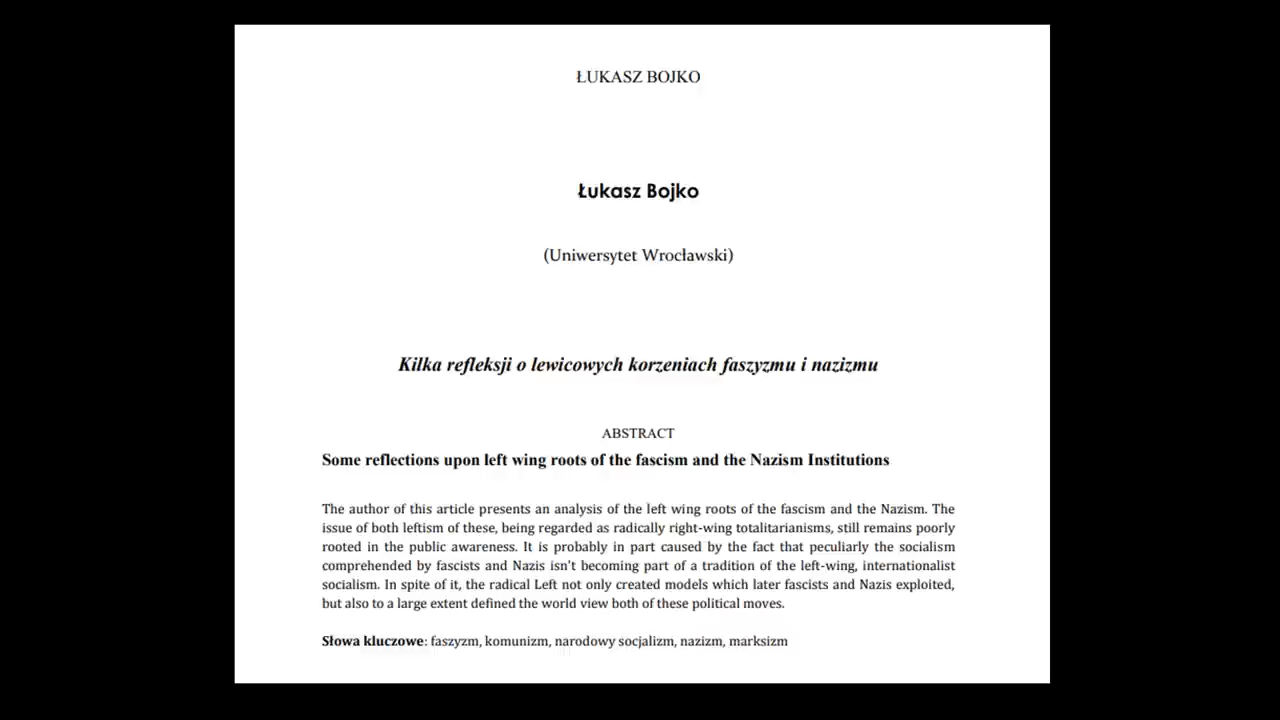 ŁUKASZ BOJKO
Łukasz Bojko
(Uniwersytet Wrocławski)
Kilka refleksji o lewicowych korzeniach faszyzmu i nazizmu
ABSTRACT
Some reflections upon left wing roots of the fascism and the Nazism Institutions
The author of this article presents an analysis of the left wing roots of the fascism and the Nazism. The
issue of both leftism of these, being regarded as radically right-wing totalitarianisms, still remains poorly
rooted in the public awareness. It is probably in part caused by the fact that peculiarly the socialism
comprehended by fascists and Nazis isn't becoming part of a tradition of the left-wing, internationalist
socialism. In spite of it, the radical Left not only created models which later fascists and Nazis exploited,
but also to a large extent defined the world view both of these political moves.
Słowa kluczowe: faszyzm, komunizm, narodowy socjalizm, nazizm, marksizm